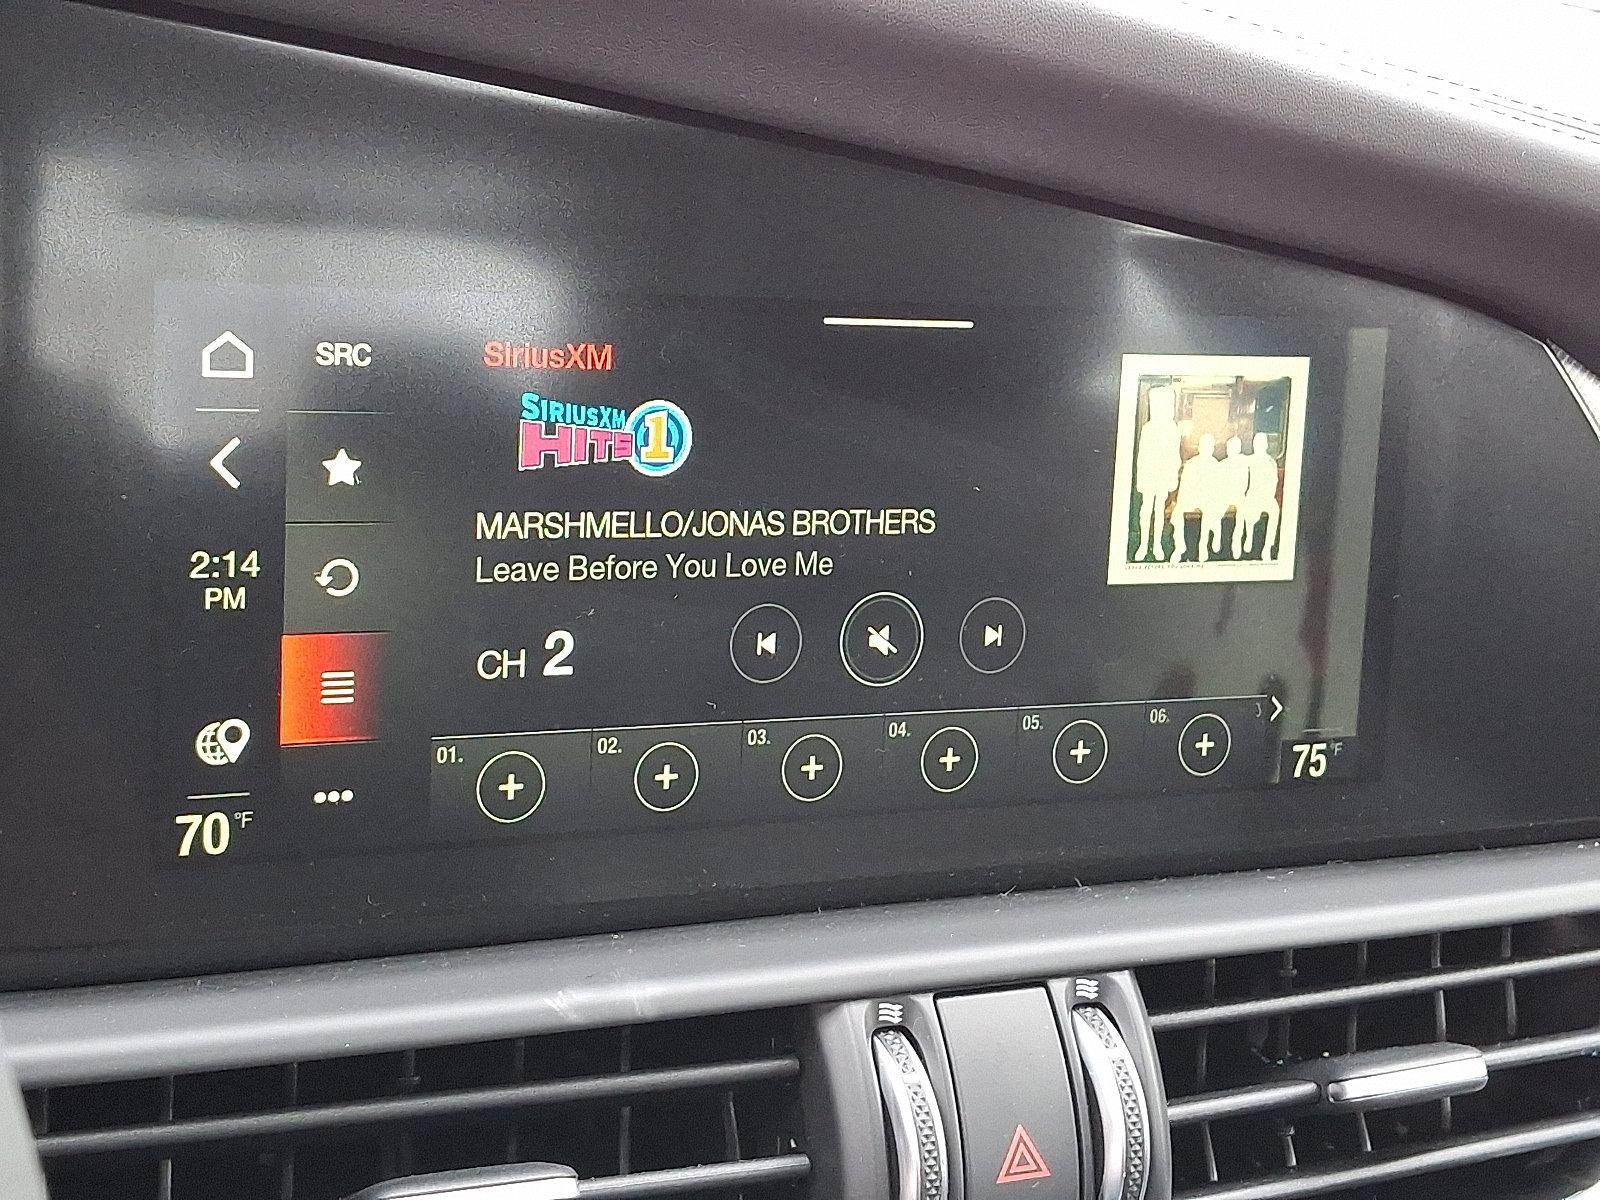 SRC
SiriusXM
SIRIUSXM
HITS 1
MARSHMELLO/JONAS BROTHERS
Leave Before You Love Me
2:14
PM
CH 2
01.
02.
03.
04.
05.
06.
70 °F
75 °F